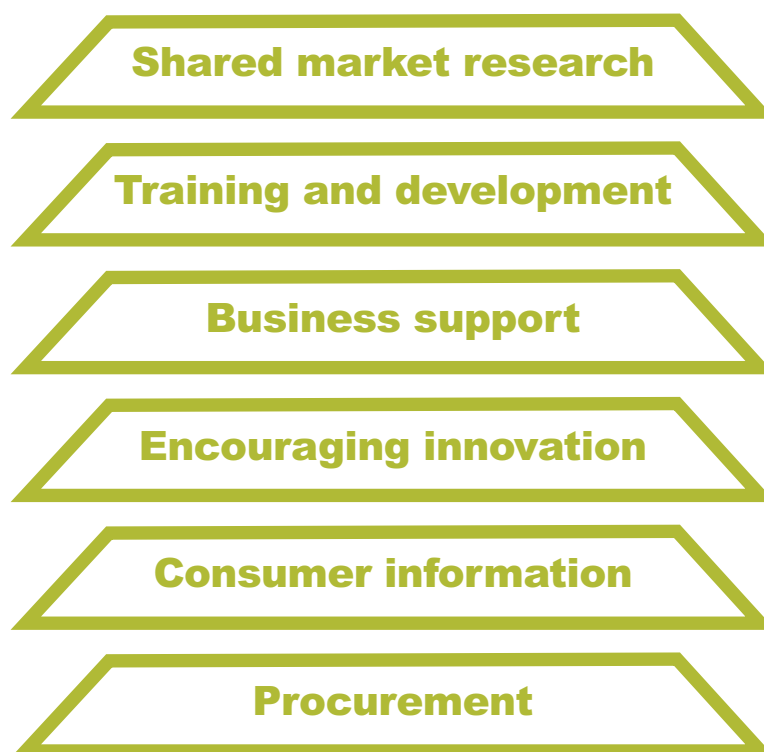 Shared market research
Training and development
Business support
Encouraging innovation
Consumer information
Procurement